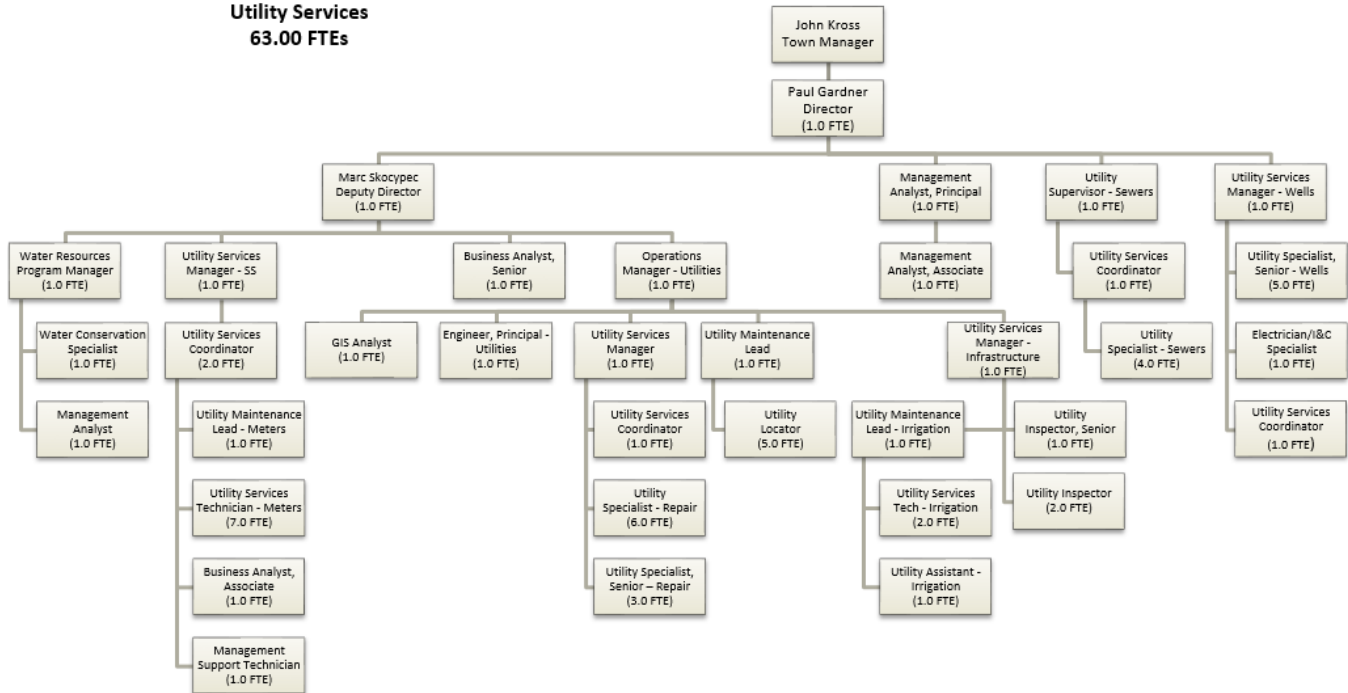 Utility Services
63.00 FTEs
John Kross
Town Manager
Paul Gardner
Director
(1.0 FTE)
Marc Skocypec
Deputy Director
(1.0 FTE)
Management
Analyst, Principal
(1.0 FTE)
Utility
Supervisor - Sewers
(1.0 FTE)
Utility Services
Manager - Wells
(1.0 FTE)
Water Resources
Program Manager
(1.0 FTE)
Utility Services
Manager - SS
(1.0 FTE)
Business Analyst,
Senior
(1.0 FTE)
Operations
Manager - Utilities
(1.0 FTE)
Management
Analyst, Associate
(1.0 FTE)
Utility Services
Coordinator
(1.0 FTE)
Utility Specialist,
Senior - Wells
(5.0 FTE)
Water Conservation
Specialist
(1.0 FTE)
Utility Services
Coordinator
(2.0 FTE)
GIS Analyst
(1.0 FTE)
Engineer, Principal -
Utilities
(1.0 FTE)
Utility Services
Manager
(1.0 FTE)
Utility Maintenance
Lead
(1.0 FTE)
Utility Services
Manager -
Infrastructure
(1.0 FTE)
Utility
Specialist - Sewers
(4.0 FTE)
Electrician/I&C
Specialist
(1.0 FTE)
Management
Analyst
(1.0 FTE)
Utility Maintenance
Lead - Meters
(1.0 FTE)
Utility Services
Coordinator
(1.0 FTE)
Utility
Locator
(5.0 FTE)
Utility Maintenance
Lead - Irrigation
(1.0 FTE)
Utility
Inspector, Senior
(1.0 FTE)
Utility Services
Coordinator
(1.0 FTE)
Utility Services
Technician - Meters
(7.0 FTE)
Utility
Specialist - Repair
(6.0 FTE)
Utility Services
Tech - Irrigation
(2.0 FTE)
Utility Inspector
(2.0 FTE)
Business Analyst,
Associate
(1.0 FTE)
Utility Specialist,
Senior – Repair
(3.0 FTE)
Utility Assistant -
Irrigation
(1.0 FTE)
Management
Support Technician
(1.0 FTE)